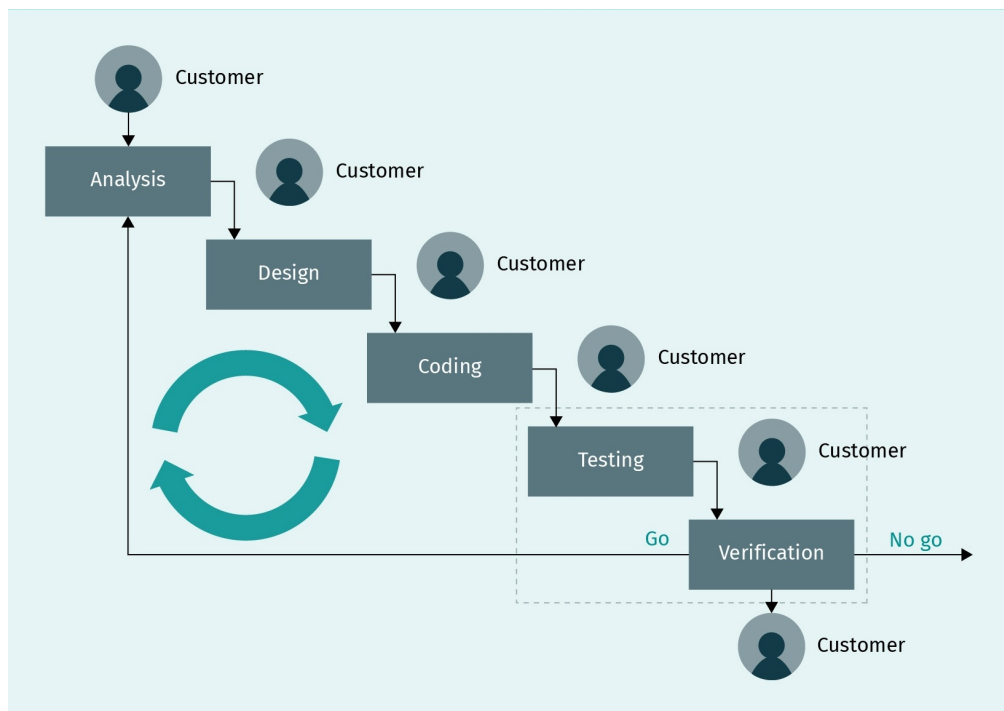 Customer
Analysis
Customer
Design
Customer
Coding
Customer
Testing
Customer
Go
Verification
No go
Customer